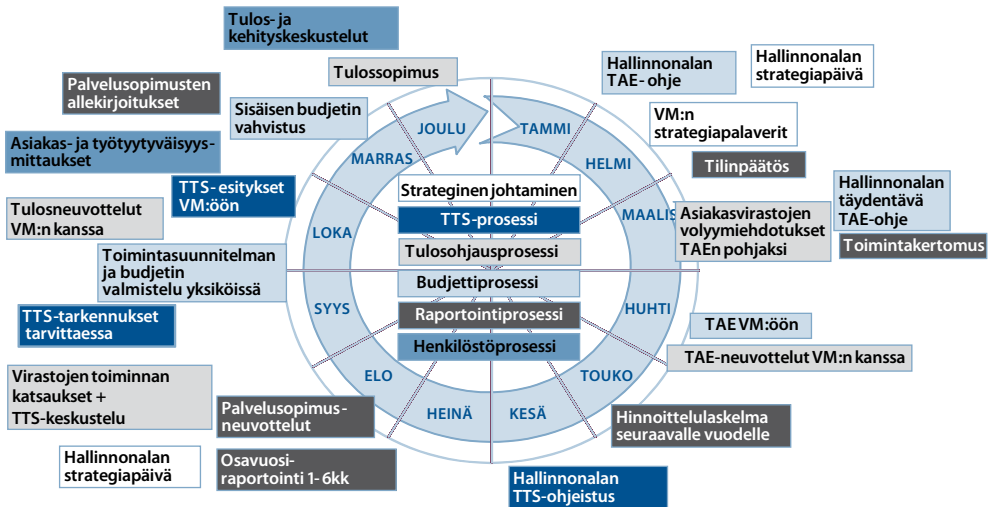 Tulos- ja
kehityskeskustelut
Tulossopimus
Palvelusopimusten
allekirjoitukset
Sisäisen budjetin
vahvistus
Asiakas- ja työtyytyväisyys-
mittaukset
TTS- esitykset
VM:öön
Tulosneuvottelut
VM:n kanssa
Toimintasuunnitelman
ja budjetin
valmistelu yksiköissä
TTS-tarkennukset
tarvittaessa
Virastojen toiminnan
katsaukset +
TTS-keskustelu
Palvelusopimus-
neuvottelut
Hallinnonalan
strategiapäivä
Osavuosi-
raportointi 1- 6kk
Hallinnonalan
TAE- ohje
Hallinnonalan
strategiapäivä
VM:n
strategiapalaverit
Tilinpäätös
Hallinnonalan
täydentävä
TAE-ohje
Asiakasvirastojen
volyymiehdotukset
TAEn pohjaksi
Toimintakertomus
TAE VM:öön
TAE-neuvottelut VM:n kanssa
Hinnoittelulaskelma
seuraavalle vuodelle
Hallinnonalan
TTS-ohjeistus
TAMMI
HELMI
MAALIS
HUHTI
TOUKO
KESÄ
HEINÄ
ELO
SYYS
LOKA
MARRAS
JOULU
Strateginen johtaminen
TTS-prosessi
Tulosohjausprosessi
Budjettiprosessi
Raportointiprosessi
Henkilöstöprosessi